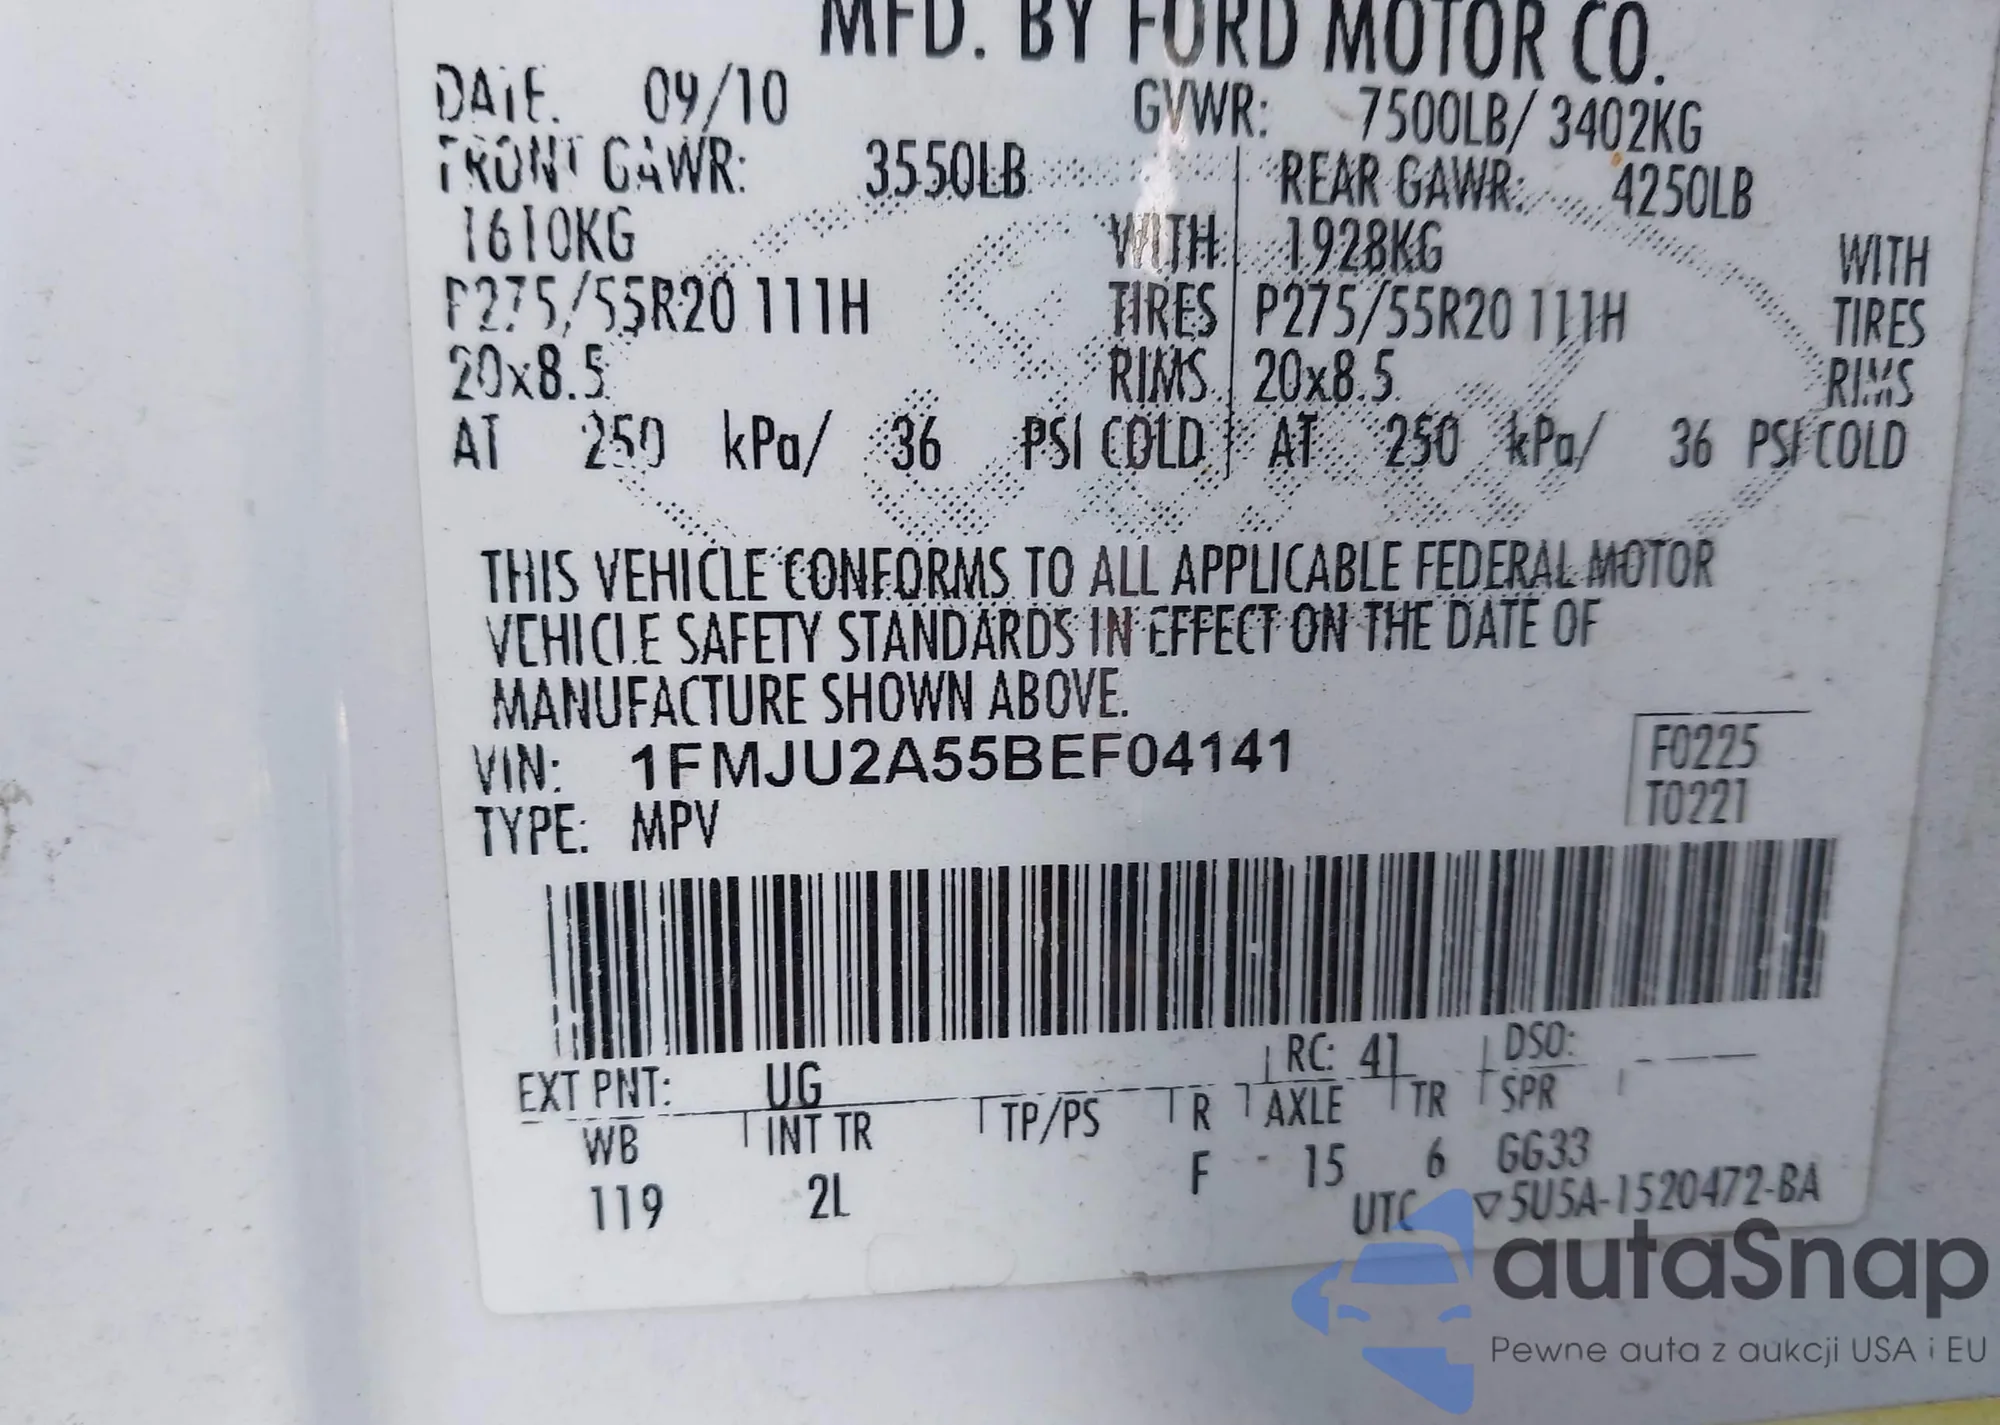 MFD. BY FORD MOTOR CO.
DATE: 09/10 GVWR: 7500LB/ 3402KG
FRONT GAWR: 3550LB REAR GAWR: 4250LB
1610KG WITH 1928KG WITH
P275/55R20 111H TIRES P275/55R20 111H TIRES
20x8.5 RIMS 20x8.5 RIMS
AT 250 kPa/ 36 PSI COLD AT 250 kPa/ 36 PSI COLD
THIS VEHICLE CONFORMS TO ALL APPLICABLE FEDERAL MOTOR
VEHICLE SAFETY STANDARDS IN EFFECT ON THE DATE OF
MANUFACTURE SHOWN ABOVE.
VIN: 1FMJU2A55BEF04141 F0225
TYPE: MPV T0221
EXT PNT: UG RC: 41 DSO:
WB INT TR TP/PS R AXLE TR SPR
119 2L F 15 6 GG33
UTC ▽5U5A-1520472-BA
autaSnap
Pewne auta z aukcji USA i EU